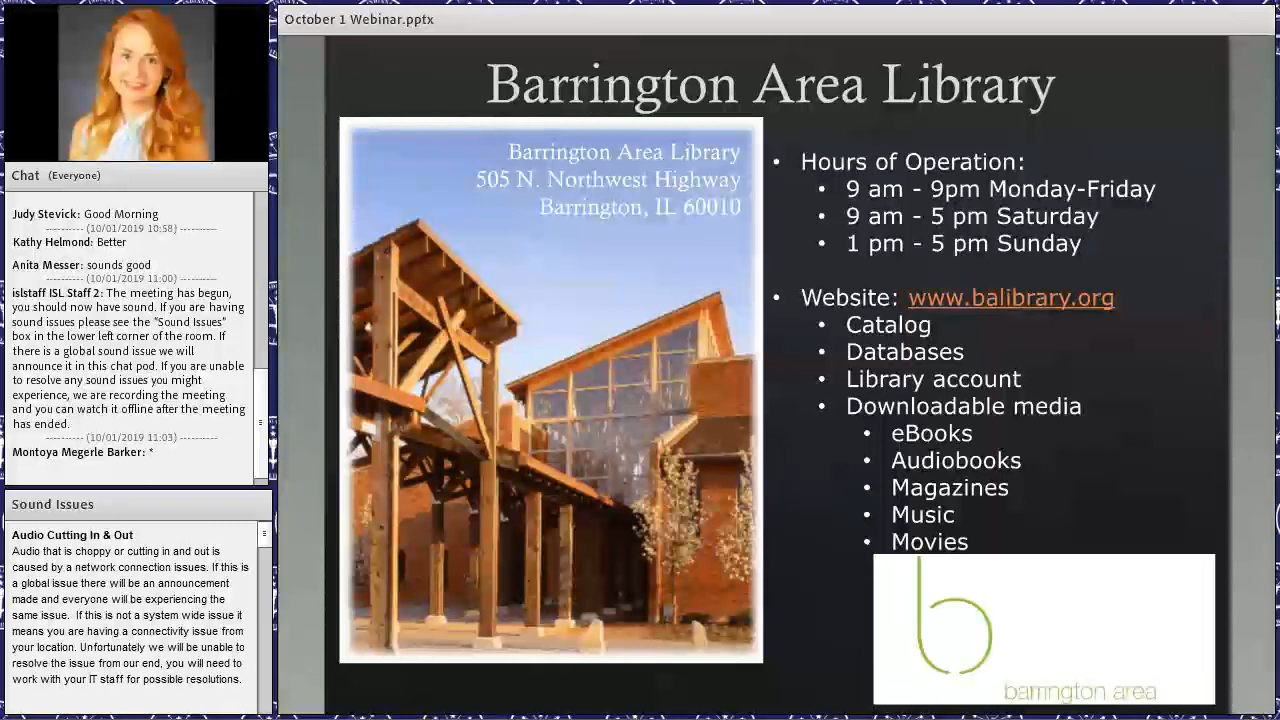 October 1 Webinar.pptx
Chat (Everyone)
Judy Stevick: Good Morning
---------- (10/01/2019 10:58) ----------
Kathy Helmond: Better
Anita Messer: sounds good
---------- (10/01/2019 11:00) ----------
islstaff ISL Staff 2: The meeting has begun,
you should now have sound. If you are having
sound issues please see the "Sound Issues"
box in the lower left corner of the room. If
there is a global sound issue we will
announce it in this chat pod. If you are unable
to resolve any sound issues you might
experience, we are recording the meeting
and you can watch it offline after the meeting
has ended.
---------- (10/01/2019 11:03) ----------
Montoya Megerle Barker: *
Sound Issues
Audio Cutting In & Out
Audio that is choppy or cutting in and out is
caused by a network connection issues. If this is
a global issue there will be an announcement
made and everyone will be experiencing the
same issue.  If this is not a system wide issue it
means you are having a connectivity issue from
your location. Unfortunately we will be unable to
resolve the issue from our end, you will need to
work with your IT staff for possible resolutions.
Barrington Area Library
Barrington Area Library
505 N. Northwest Highway
Barrington, IL 60010
• Hours of Operation:
• 9 am - 9pm Monday-Friday
• 9 am - 5 pm Saturday
• 1 pm - 5 pm Sunday
• Website: www.balibrary.org
• Catalog
• Databases
• Library account
• Downloadable media
• eBooks
• Audiobooks
• Magazines
• Music
• Movies
b
barrington area